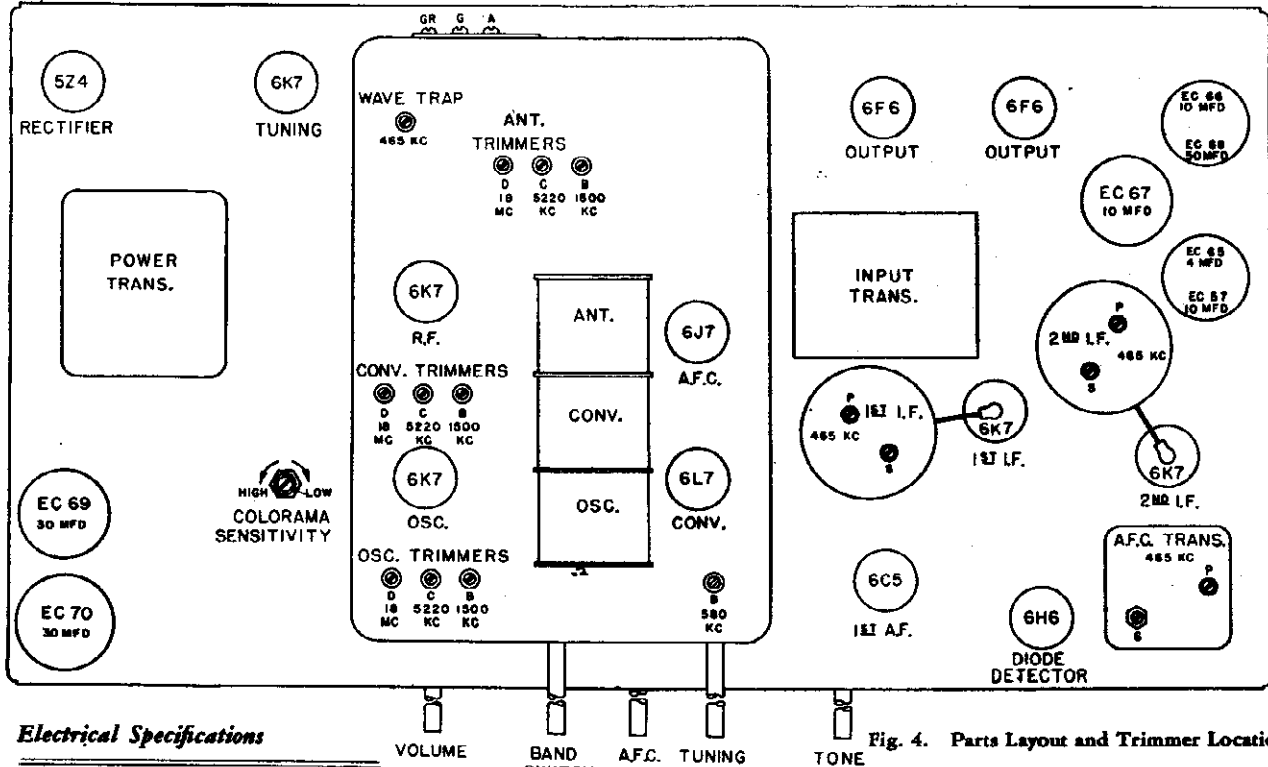 GR G A
5Z4
RECTIFIER
6K7
TUNING
WAVE TRAP
465 KC
ANT.
TRIMMERS
D C B
18 5220 1500
MC KC KC
6F6
OUTPUT
6F6
OUTPUT
EC 66
10 MFD
EC 68
50MFD
EC 67
10 MFD
EC 65
4 MFD
EC 57
10 MFD
POWER
TRANS.
INPUT
TRANS.
6K7
R.F.
ANT.
6J7
A.F.C.
CONV. TRIMMERS
D C B
18 5220 1500
MC KC KC
CONV.
P
1ST I.F.
465 KC
S
6K7
1ST I.F.
P
2ND I.F.
465 KC
S
6K7
2ND I.F.
EC 69
30 MFD
HIGH LOW
COLORAMA
SENSITIVITY
6K7
OSC.
OSC.
6L7
CONV.
A.F.C. TRANS.
465 KC
P
S
EC 70
30 MFD
OSC. TRIMMERS
D C B
18 5220 1500
MC KC KC
B
580
KC
6C5
1ST A.F.
6H6
DIODE
DETECTOR
Electrical Specifications
VOLUME
BAND
A.F.C.
TUNING
TONE
Fig. 4. Parts Layout and Trimmer Locatio